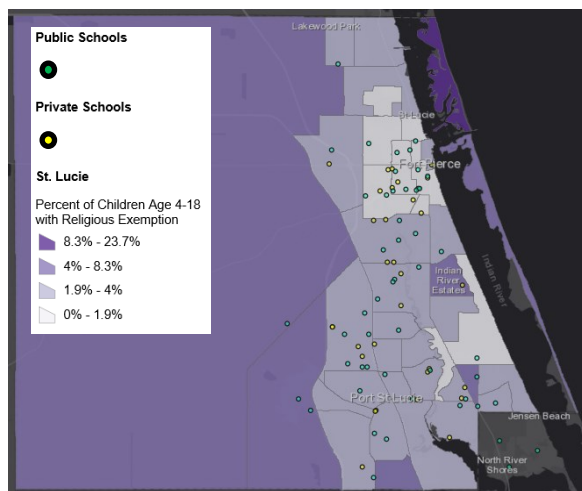 Public Schools
Private Schools
St. Lucie
Percent of Children Age 4-18
with Religious Exemption
8.3% - 23.7%
4% - 8.3%
1.9% - 4%
0% - 1.9%
Lakewood Park
St Lucie
Fort Pierce
Indian
River
Estates
Indian River
Port St Lucie
Jensen Beach
North River
Shores